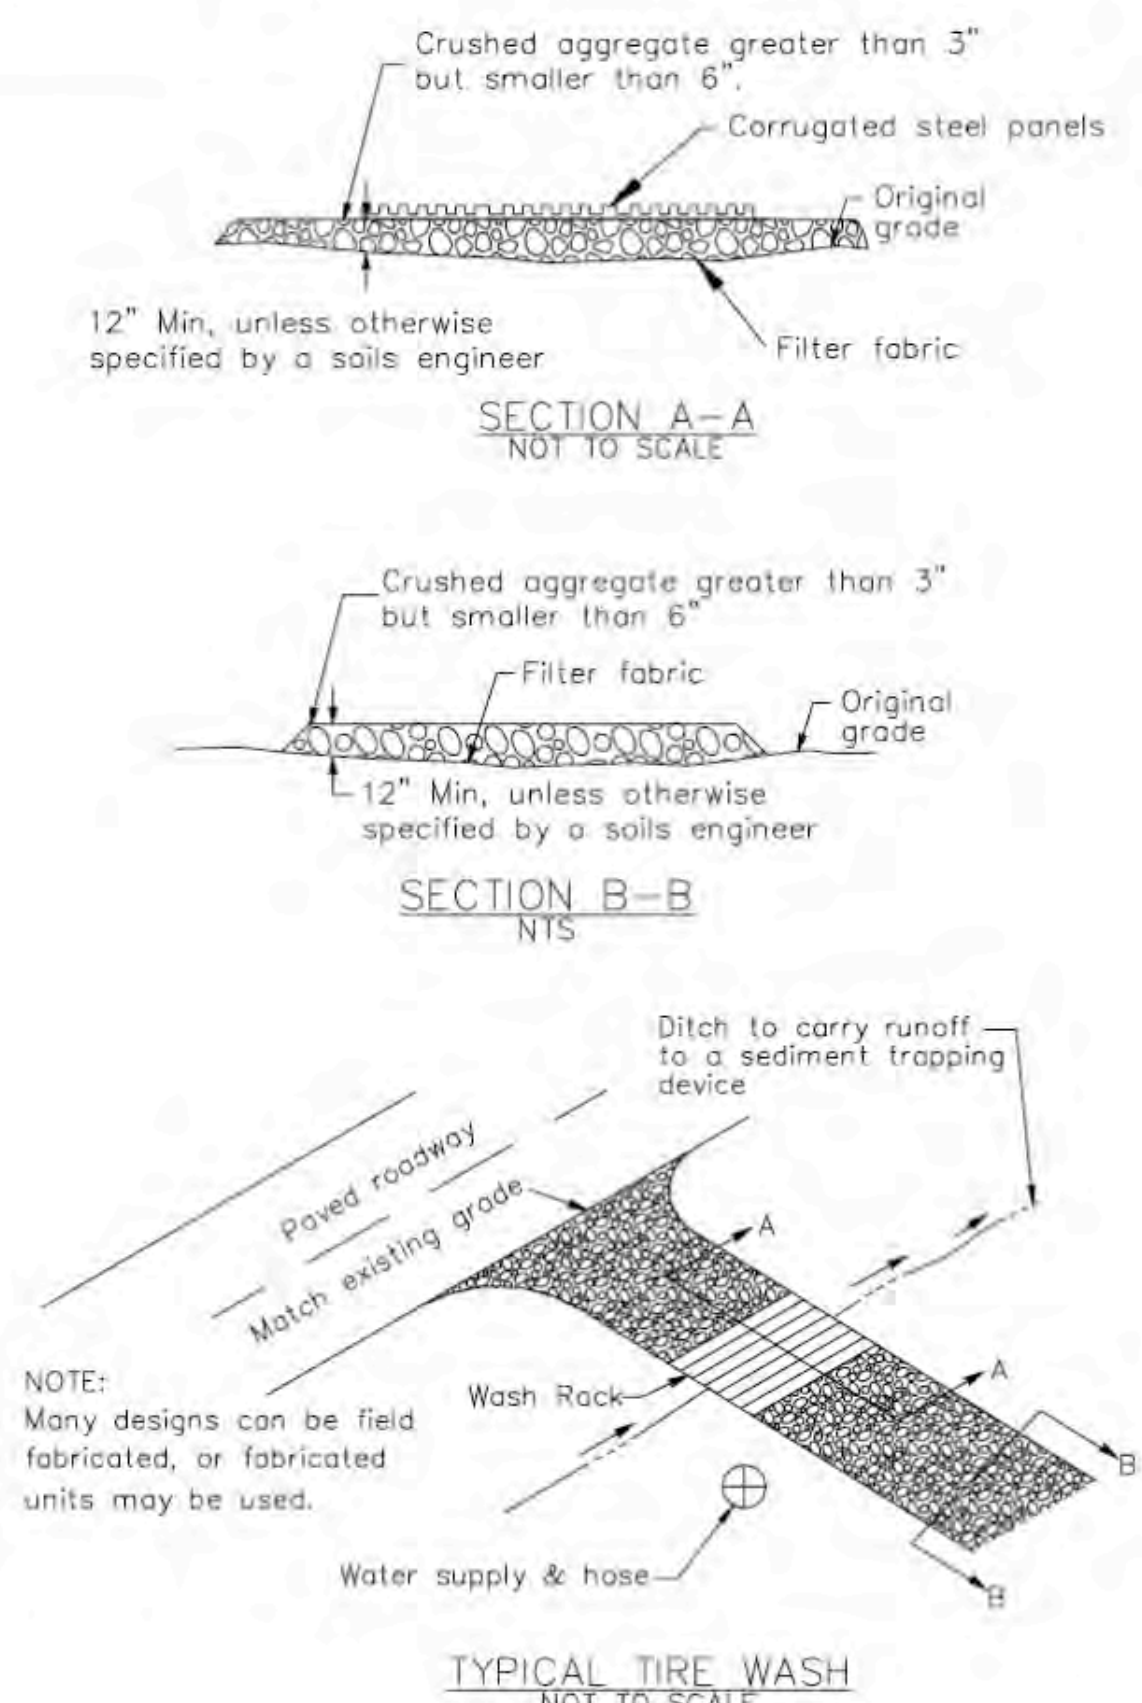 Crushed aggregate greater than 3"
but smaller than 6".
Corrugated steel panels
Original
grade
12" Min, unless otherwise
specified by a soils engineer
Filter fabric
SECTION A-A
NOT TO SCALE
Crushed aggregate greater than 3"
but smaller than 6"
Filter fabric
Original
grade
12" Min, unless otherwise
specified by a soils engineer
SECTION B-B
NTS
Ditch to carry runoff
to a sediment trapping
device
Paved roadway
Match existing grade
A
A
NOTE:
Many designs can be field
fabricated, or fabricated
units may be used.
Wash Rack
B
B
Water supply & hose
TYPICAL TIRE WASH
NOT TO SCALE